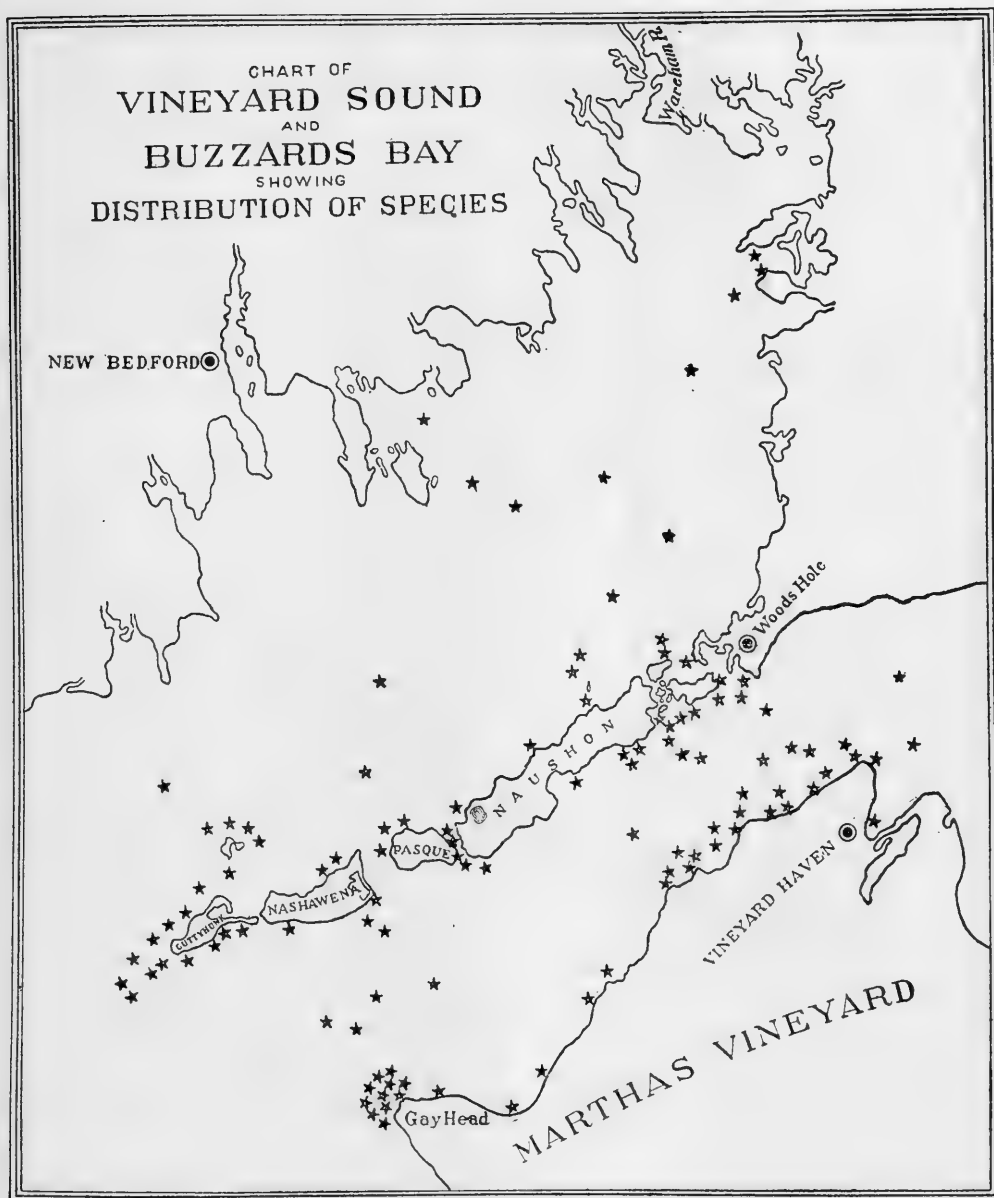 CHART OF
VINEYARD SOUND
AND
BUZZARDS BAY
SHOWING
DISTRIBUTION OF SPECIES
Wareham R.
NEW BEDFORD
Woods Hole
NAUSHON
PASQUE
NASHAWENA
CUTTYHUNK
VINEYARD HAVEN
MARTHAS VINEYARD
Gay Head